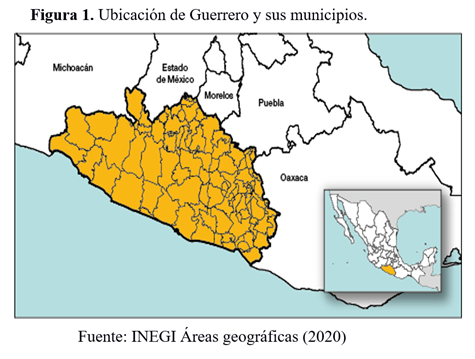 Figura 1. Ubicación de Guerrero y sus municipios.
Michoacán
Estado
de México
Morelos
Puebla
Oaxaca
Fuente: INEGI Áreas geográficas (2020)